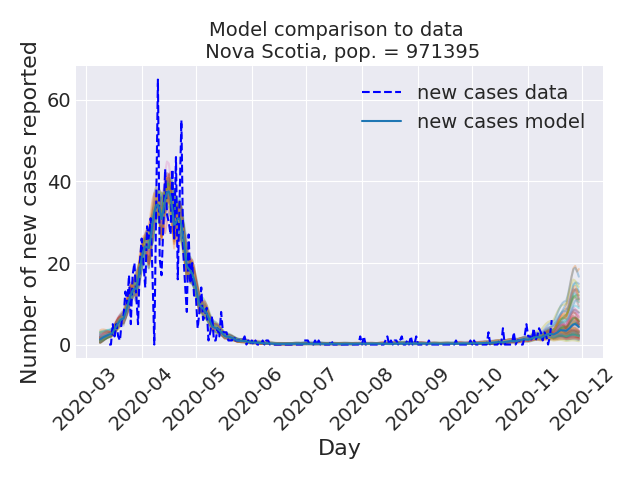 Model comparison to data
Nova Scotia, pop. = 971395
Number of new cases reported
60
40
20
0
new cases data
new cases model
2020-03
2020-04
2020-05
2020-06
2020-07
2020-08
2020-09
2020-10
2020-11
2020-12
Day